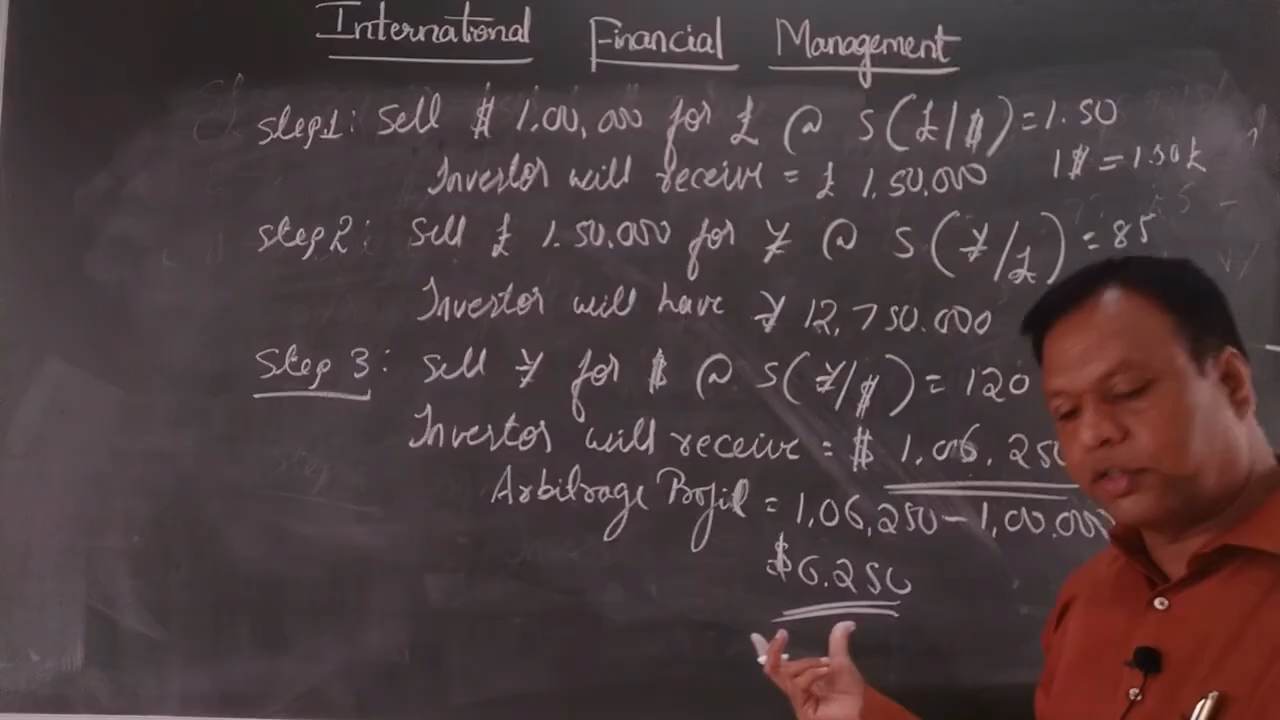 International Financial Management
Step1: Sell $ 1.00,000 for £ @ S(£/$)=1.50
1$=1.50£
Investor will receive = £ 1.50.000
Step2: Sell £ 1.50.000 for ¥ @ S(¥/£)=85
Investor will have ¥ 12,750.000
Step 3: Sell ¥ for $ @ S(¥/$)=120
Investor will receive = $ 1,06,250
Arbitrage Profit = 1,06,250-1,00.000
$6.250